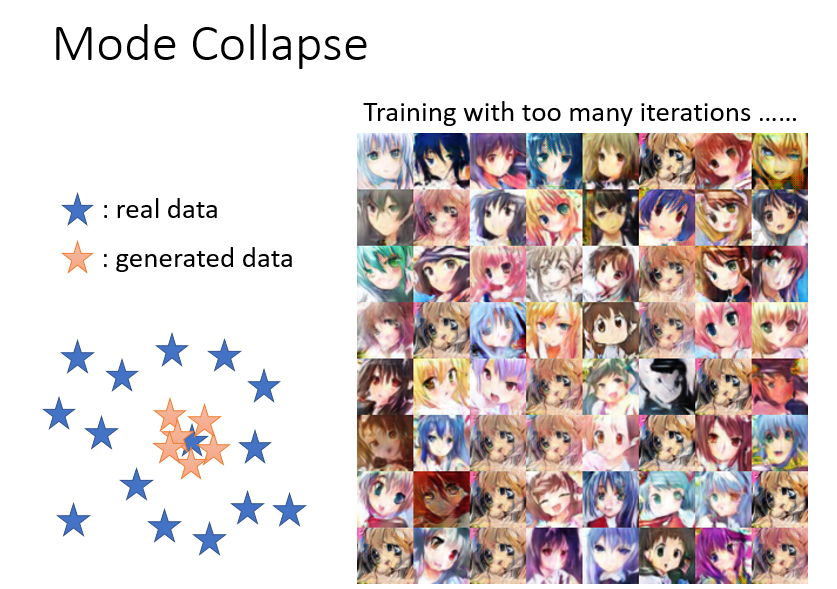 Mode Collapse
Training with too many iterations ……
: real data
: generated data